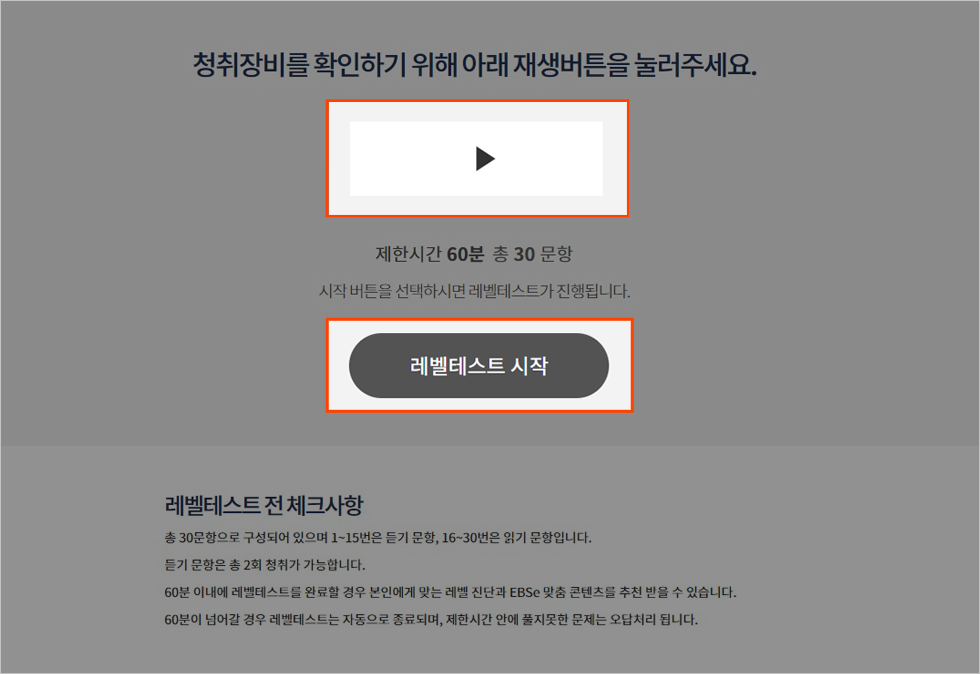 청취장비를 확인하기 위해 아래 재생버튼을 눌러주세요.
제한시간 60분 총 30 문항
시작 버튼을 선택하시면 레벨테스트가 진행됩니다.
레벨테스트 시작
레벨테스트 전 체크사항
총 30문항으로 구성되어 있으며 1~15번은 듣기 문항, 16~30번은 읽기 문항입니다.
듣기 문항은 총 2회 청취가 가능합니다.
60분 이내에 레벨테스트를 완료할 경우 본인에게 맞는 레벨 진단과 EBSe 맞춤 콘텐츠를 추천 받을 수 있습니다.
60분이 넘어갈 경우 레벨테스트는 자동으로 종료되며, 제한시간 안에 풀지못한 문제는 오답처리 됩니다.